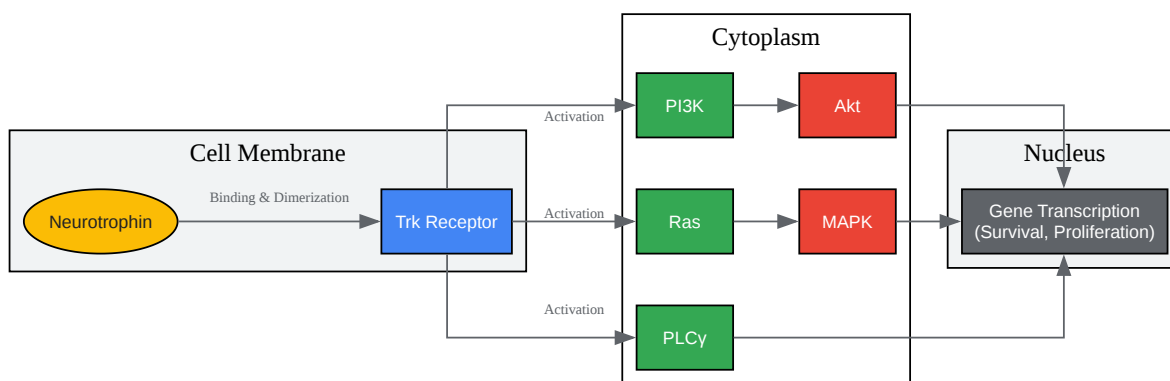 Cytoplasm
PI3K
Akt
Activation
Cell Membrane
Nucleus
Neurotrophin
Binding & Dimerization
Trk Receptor
Activation
Ras
MAPK
Gene Transcription
(Survival, Proliferation)
Activation
PLCγ